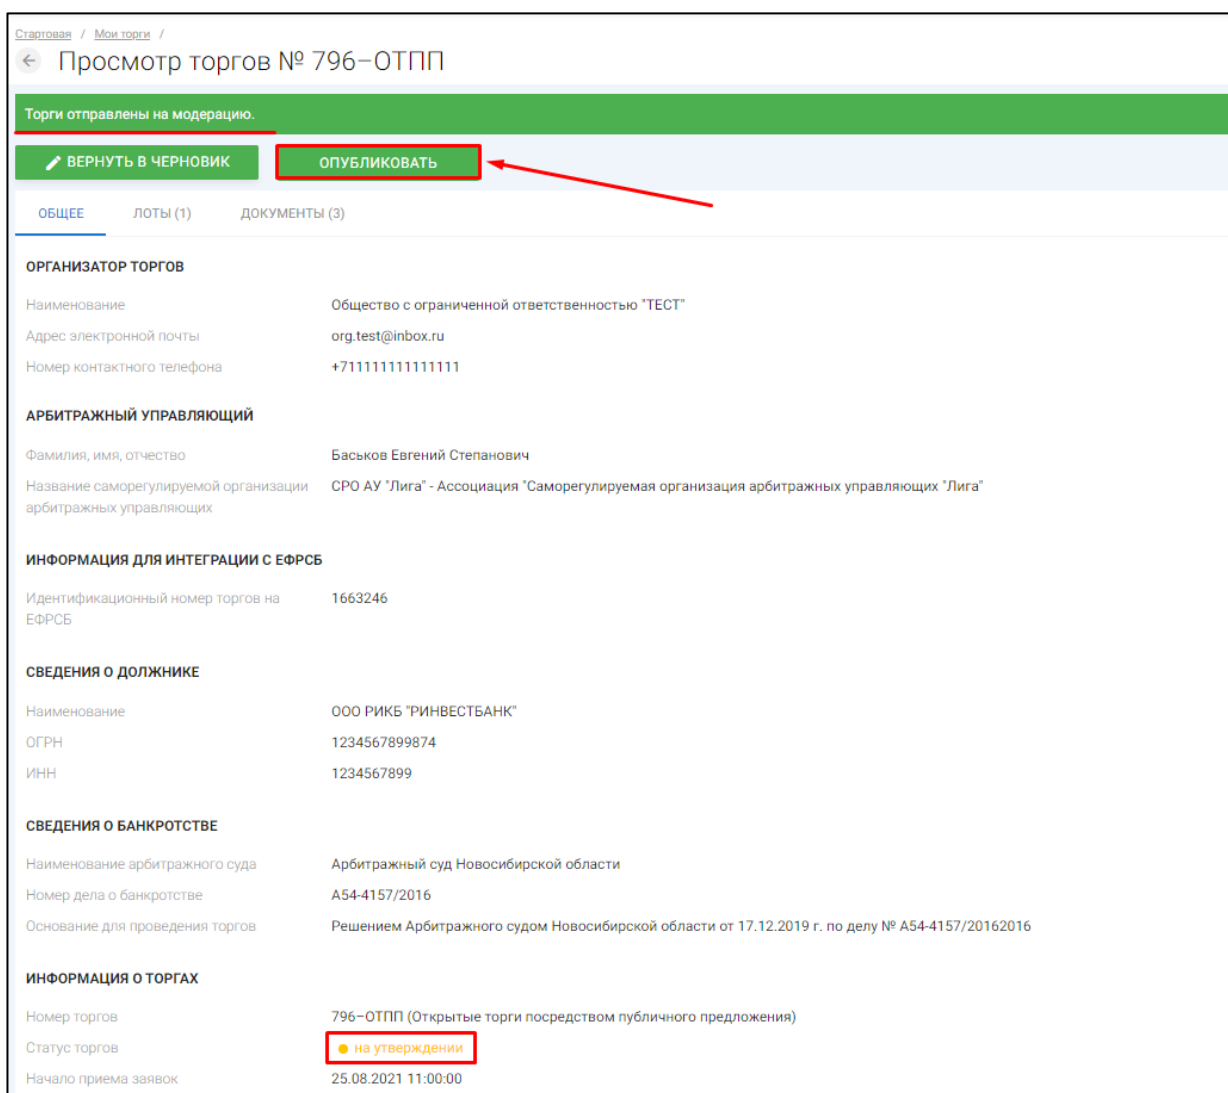 Стартовая / Мои торги /
← Просмотр торгов № 796–ОТПП
Торги отправлены на модерацию.
ВЕРНУТЬ В ЧЕРНОВИК ОПУБЛИКОВАТЬ
ОБЩЕЕ ЛОТЫ (1) ДОКУМЕНТЫ (3)
ОРГАНИЗАТОР ТОРГОВ
Наименование Общество с ограниченной ответственностью "ТЕСТ"
Адрес электронной почты org.test@inbox.ru
Номер контактного телефона +711111111111111
АРБИТРАЖНЫЙ УПРАВЛЯЮЩИЙ
Фамилия, имя, отчество Баськов Евгений Степанович
Название саморегулируемой организации СРО АУ "Лига" - Ассоциация "Саморегулируемая организация арбитражных управляющих "Лига"
арбитражных управляющих
ИНФОРМАЦИЯ ДЛЯ ИНТЕГРАЦИИ С ЕФРСБ
Идентификационный номер торгов на 1663246
ЕФРСБ
СВЕДЕНИЯ О ДОЛЖНИКЕ
Наименование ООО РИКБ "РИНВЕСТБАНК"
ОГРН 1234567899874
ИНН 1234567899
СВЕДЕНИЯ О БАНКРОТСТВЕ
Наименование арбитражного суда Арбитражный суд Новосибирской области
Номер дела о банкротстве А54-4157/2016
Основание для проведения торгов Решением Арбитражного судом Новосибирской области от 17.12.2019 г. по делу № А54-4157/20162016
ИНФОРМАЦИЯ О ТОРГАХ
Номер торгов 796–ОТПП (Открытые торги посредством публичного предложения)
Статус торгов на утверждении
Начало приема заявок 25.08.2021 11:00:00